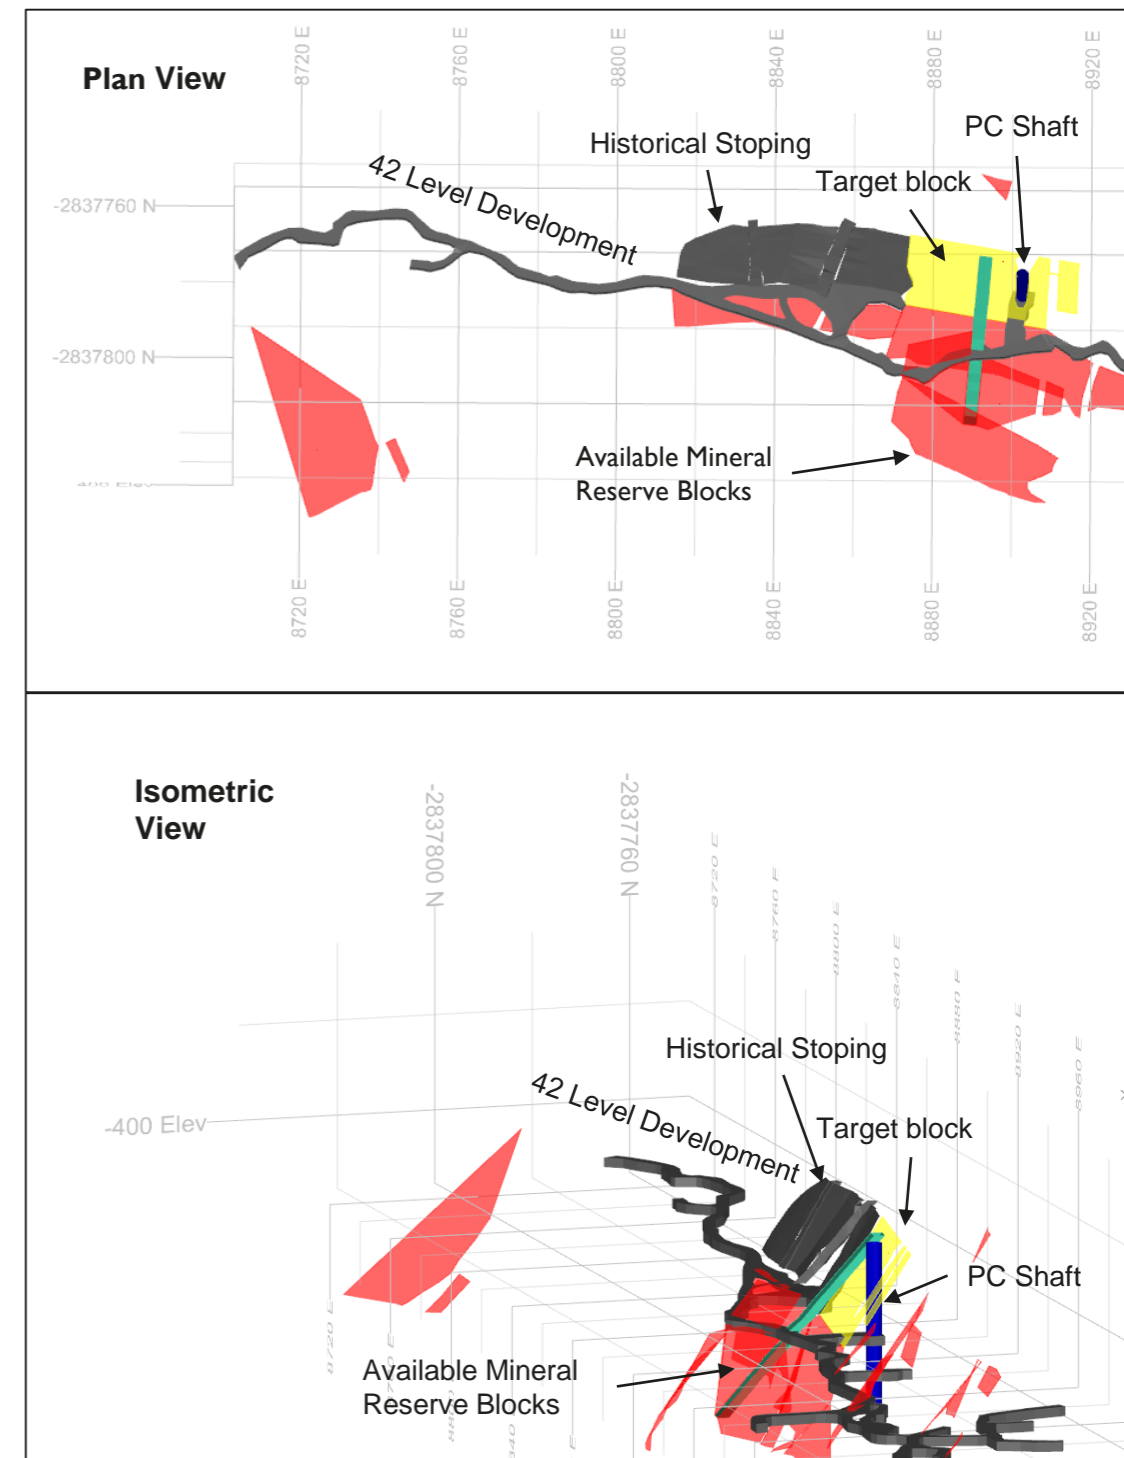 Plan View
8720 E
8760 E
8800 E
8840 E
8880 E
8920 E
PC Shaft
Historical Stoping
42 Level Development
Target block
-2837760 N
-2837800 N
Available Mineral
Reserve Blocks
8720 E
8760 E
8800 E
8840 E
8880 E
8920 E
Isometric
View
-2837800 N
-2837760 N
8720 E
8760 E
8800 E
8840 E
8880 E
8920 E
8960 E
Historical Stoping
42 Level Development
Target block
-400 Elev
PC Shaft
8720 E
Available Mineral
Reserve Blocks